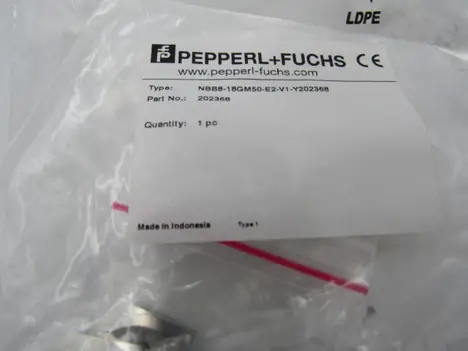 LDPE
PEPPERL+FUCHS CE
www.pepperl-fuchs.com
Type: NBB8-18GM50-E2-V1-Y202368
Part No.: 202368
Quantity: 1 pc
Made in Indonesia Type 1